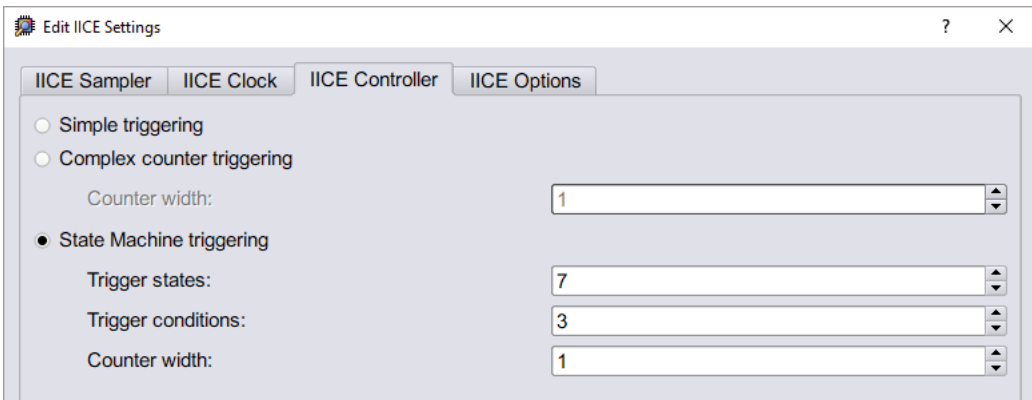 Edit IICE Settings ?
IICE Sampler IICE Clock IICE Controller IICE Options
Simple triggering
Complex counter triggering
Counter width: 1
State Machine triggering
Trigger states: 7
Trigger conditions: 3
Counter width: 1